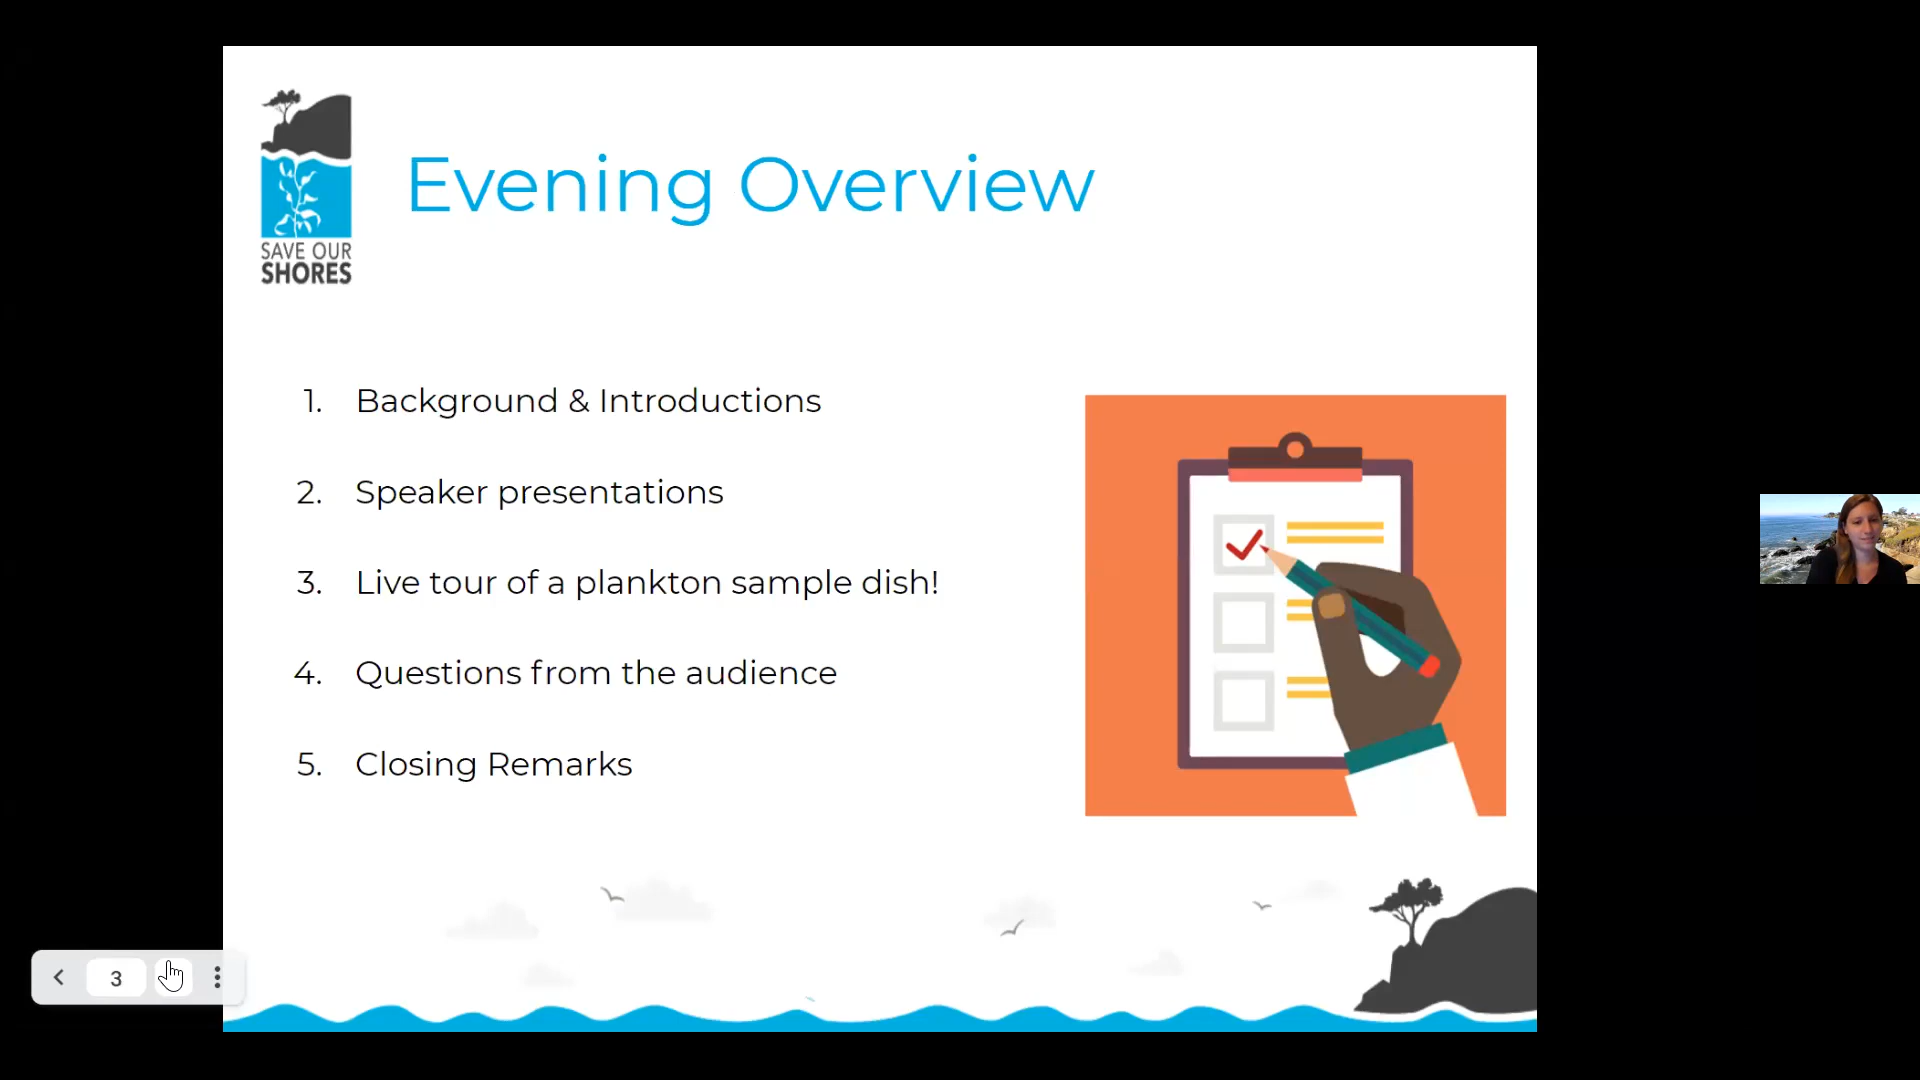 SAVE OUR
SHORES
Evening Overview
1. Background & Introductions
2. Speaker presentations
3. Live tour of a plankton sample dish!
4. Questions from the audience
5. Closing Remarks
3